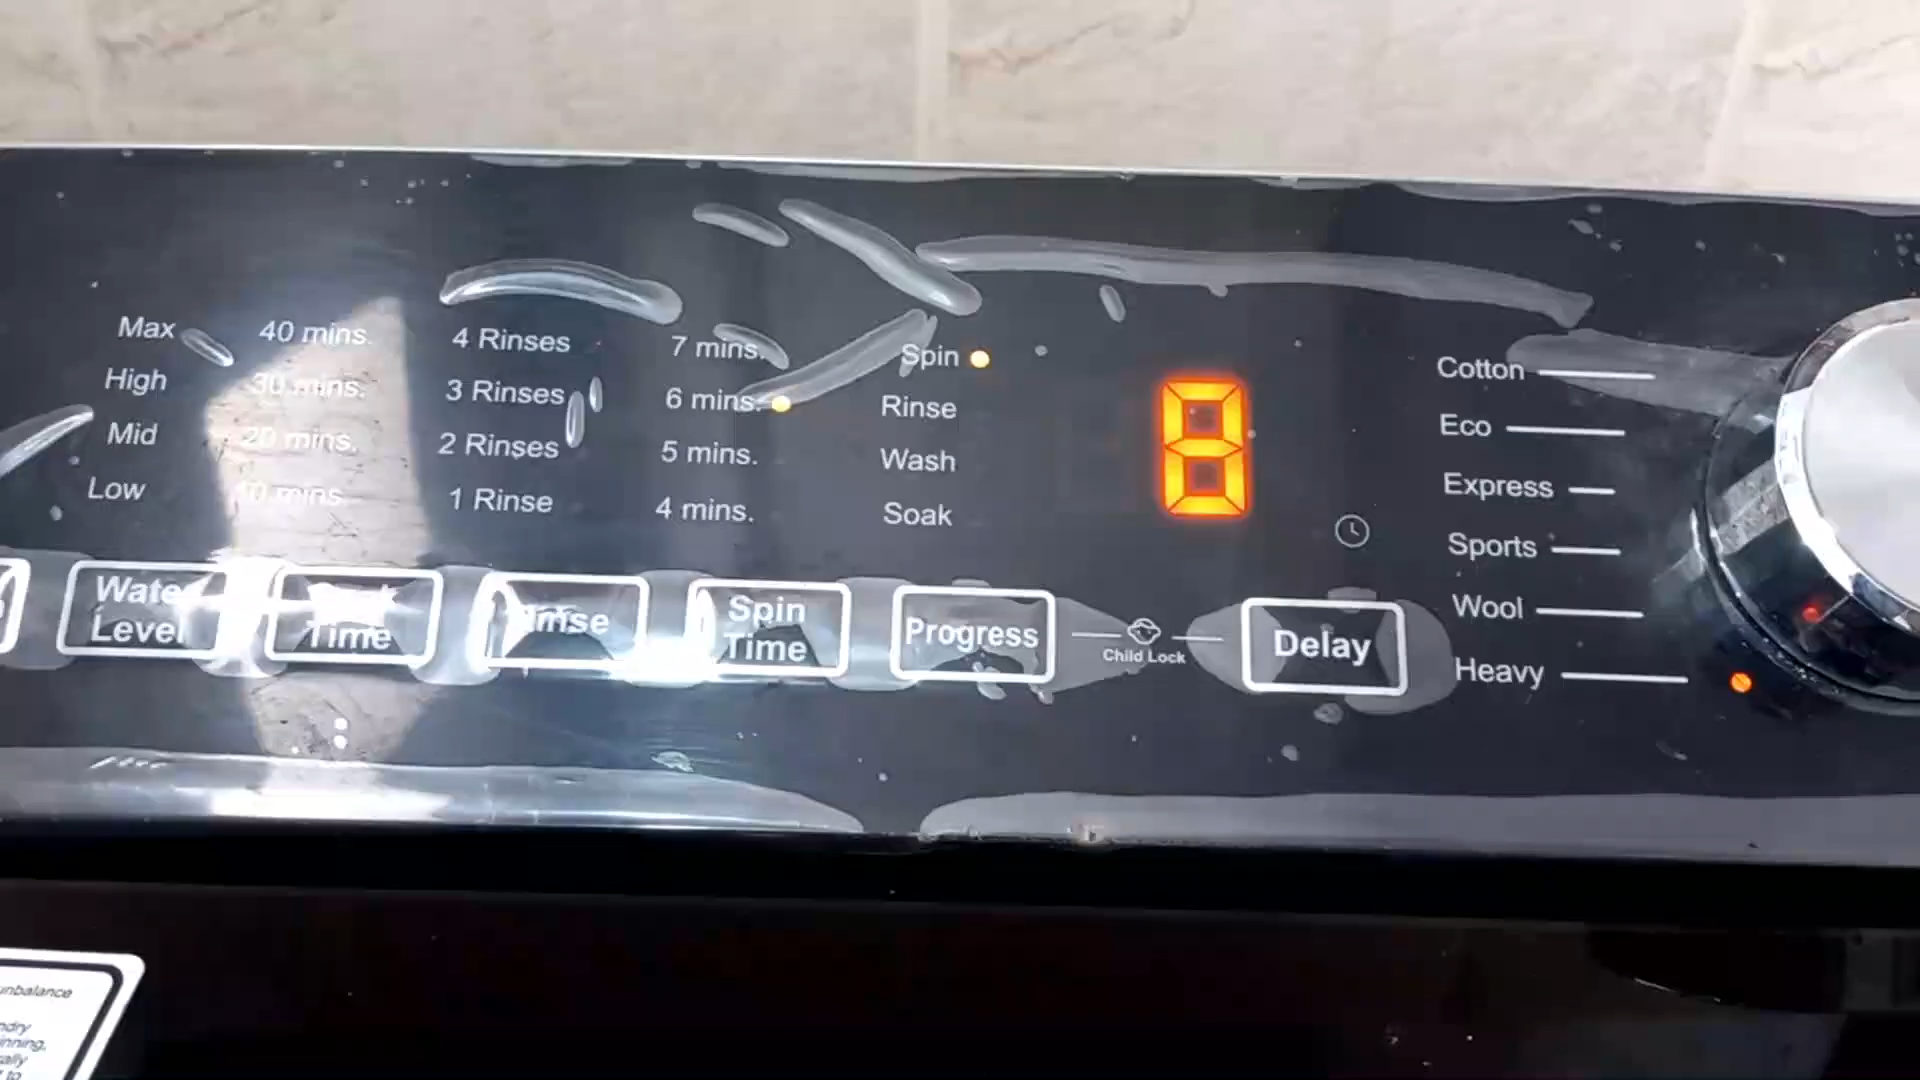 Max 40 mins. 4 Rinses 7 mins. Spin
High 30 mins. 3 Rinses 6 mins. Rinse
Mid 20 mins. 2 Rinses 5 mins. Wash
Low 10 mins. 1 Rinse 4 mins. Soak
8
Cotton
Eco
Express
Sports
Wool
Heavy
Water Level
Time
Rinse
Spin Time
Progress
Child Lock
Delay
unbalance